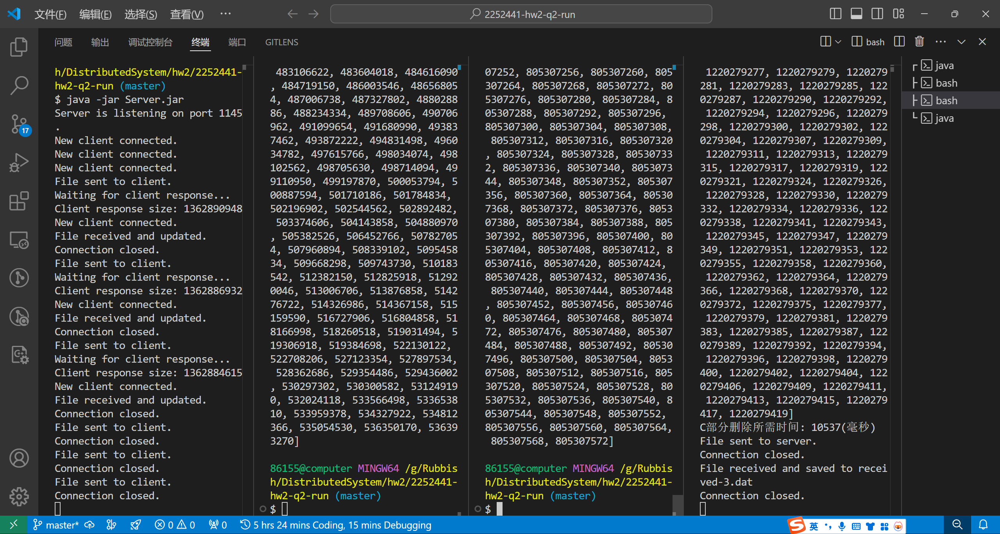 文件(F) 编辑(E) 选择(S) 查看(V) ···
2252441-hw2-q2-run
问题 输出 调试控制台 终端 端口 GITLENS
bash
h/DistributedSystem/hw2/2252441-
hw2-q2-run (master)
$ java -jar Server.jar
Server is listening on port 1145
.
New client connected.
New client connected.
New client connected.
File sent to client.
Waiting for client response...
Client response size: 1362890948
New client connected.
File received and updated.
Connection closed.
File sent to client.
Waiting for client response...
Client response size: 1362886932
New client connected.
File received and updated.
Connection closed.
File sent to client.
Waiting for client response...
Client response size: 1362884615
New client connected.
File received and updated.
Connection closed.
File sent to client.
Connection closed.
File sent to client.
Connection closed.
File sent to client.
Connection closed.
483106622, 483604018, 484616090
, 484719150, 486003546, 48656805
4, 487006738, 487327802, 4880288
86, 488234334, 489708606, 490706
962, 491099654, 491680990, 49383
7462, 493872222, 494831498, 4960
34782, 497615766, 498034074, 498
102562, 498705630, 498714094, 49
9110950, 499197870, 500053794, 5
00887594, 501710186, 501784834,
502196902, 502544562, 502892482,
503374606, 504143858, 504880970
, 505382526, 506452766, 50782705
4, 507960894, 508339102, 5095458
34, 509668298, 509743730, 510183
542, 512382150, 512825918, 51292
0046, 513006706, 513876858, 5142
76722, 514326986, 514367158, 515
159590, 516727906, 516804858, 51
8166998, 518260518, 519031494, 5
19306918, 519384698, 522130122,
522708206, 527123354, 527897534,
528362686, 529354486, 529436002
, 530297302, 530300582, 53124919
0, 532024118, 533566498, 5336538
10, 533959378, 534327922, 534812
366, 535054530, 536350170, 53639
3270]
86155@computer MINGW64 /g/Rubbis
h/DistributedSystem/hw2/2252441-
hw2-q2-run (master)
$
07252, 805307256, 805307260, 805
307264, 805307268, 805307272, 80
5307276, 805307280, 805307284, 8
05307288, 805307292, 805307296,
805307300, 805307304, 805307308,
805307312, 805307316, 805307320
, 805307324, 805307328, 80530733
2, 805307336, 805307340, 8053073
44, 805307348, 805307352, 805307
356, 805307360, 805307364, 80530
7368, 805307372, 805307376, 8053
07380, 805307384, 805307388, 805
307392, 805307396, 805307400, 80
5307404, 805307408, 805307412, 8
05307416, 805307420, 805307424,
805307428, 805307432, 805307436,
805307440, 805307444, 805307448
, 805307452, 805307456, 80530746
0, 805307464, 805307468, 8053074
72, 805307476, 805307480, 805307
484, 805307488, 805307492, 80530
7496, 805307500, 805307504, 8053
07508, 805307512, 805307516, 805
307520, 805307524, 805307528, 80
5307532, 805307536, 805307540, 8
05307544, 805307548, 805307552,
805307556, 805307560, 805307564,
805307568, 805307572]
86155@computer MINGW64 /g/Rubbis
h/DistributedSystem/hw2/2252441-
hw2-q2-run (master)
$
1220279277, 1220279279, 1220279
281, 1220279283, 1220279285, 122
0279287, 1220279290, 1220279292,
1220279294, 1220279296, 1220279
298, 1220279300, 1220279302, 122
0279304, 1220279307, 1220279309,
1220279311, 1220279313, 1220279
315, 1220279317, 1220279319, 122
0279321, 1220279324, 1220279326,
1220279328, 1220279330, 1220279
332, 1220279334, 1220279336, 122
0279338, 1220279341, 1220279343,
1220279345, 1220279347, 1220279
349, 1220279351, 1220279353, 122
0279355, 1220279358, 1220279360,
1220279362, 1220279364, 1220279
366, 1220279368, 1220279370, 122
0279372, 1220279375, 1220279377,
1220279379, 1220279381, 1220279
383, 1220279385, 1220279387, 122
0279389, 1220279392, 1220279394,
1220279396, 1220279398, 1220279
400, 1220279402, 1220279404, 122
0279406, 1220279409, 1220279411,
1220279413, 1220279415, 1220279
417, 1220279419]
C部分删除所需时间: 10537(毫秒)
File sent to server.
Connection closed.
File received and saved to recei
ved-3.dat
Connection closed.
java
bash
bash
java
17
master* 0 0 0 5 hrs 24 mins Coding, 15 mins Debugging
S 英